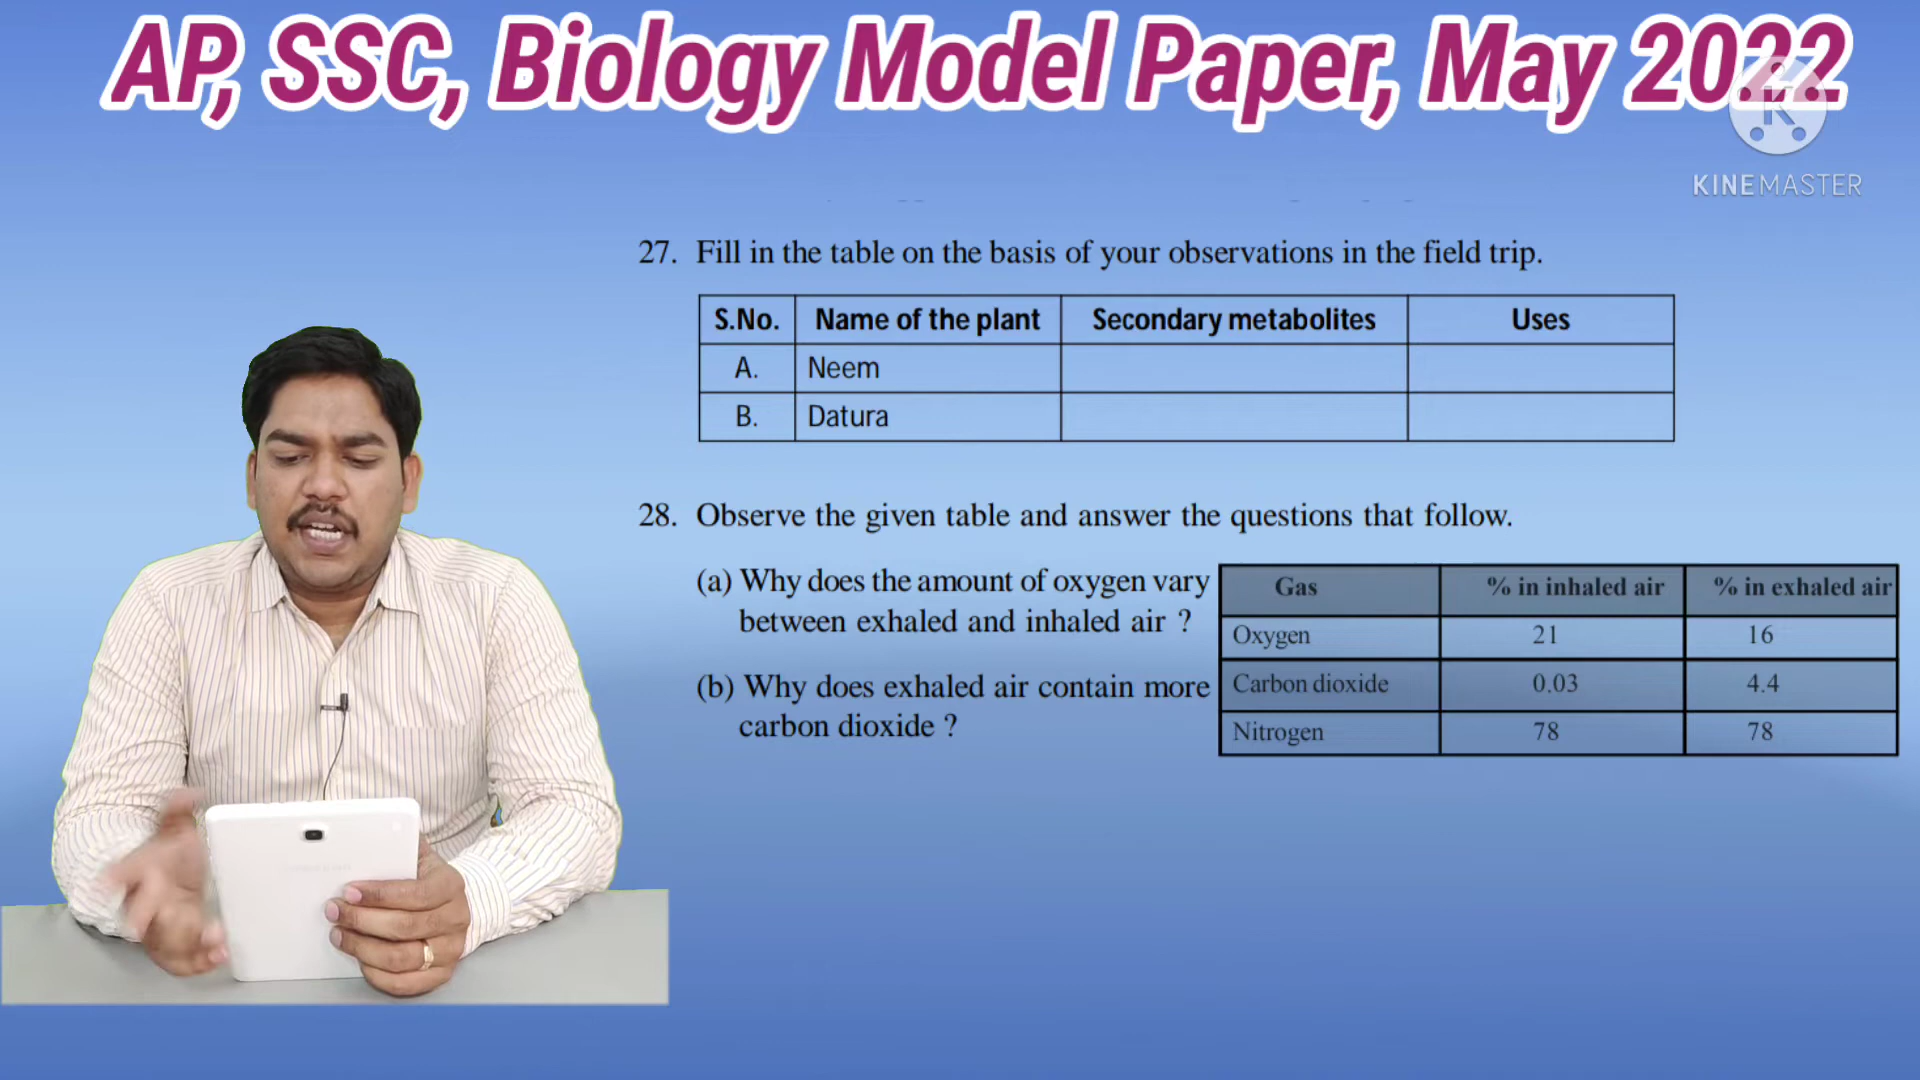 AP, SSC, Biology Model Paper, May 2022
KINEMASTER
27. Fill in the table on the basis of your observations in the field trip.
S.No. Name of the plant Secondary metabolites Uses
A. Neem
B. Datura
28. Observe the given table and answer the questions that follow.
(a) Why does the amount of oxygen vary
between exhaled and inhaled air ?
(b) Why does exhaled air contain more
carbon dioxide ?
Gas % in inhaled air % in exhaled air
Oxygen 21 16
Carbon dioxide 0.03 4.4
Nitrogen 78 78